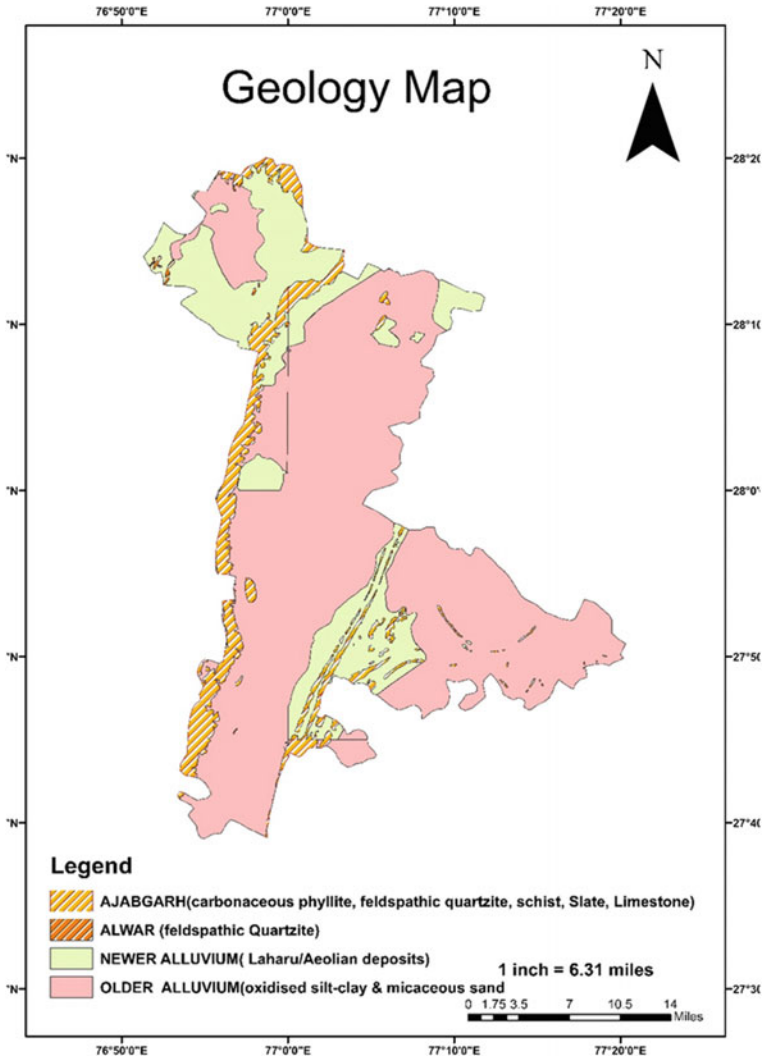 76°50'0"E 77°0'0"E 77°10'0"E 77°20'0"E
Geology Map
N
°N 28°20
°N 28°10
°N 28°0'
°N 27°50
°N 27°40
Legend
AJABGARH(carbonaceous phyllite, feldspathic quartzite, schist, Slate, Limestone)
ALWAR (feldspathic Quartzite)
NEWER ALLUVIUM( Laharu/Aeolian deposits)
1 inch = 6.31 miles
°N 27°30
OLDER ALLUVIUM(oxidised silt-clay & micaceous sand
0 1.75 3.5 7 10.5 14
Miles
76°50'0"E 77°0'0"E 77°10'0"E 77°20'0"E